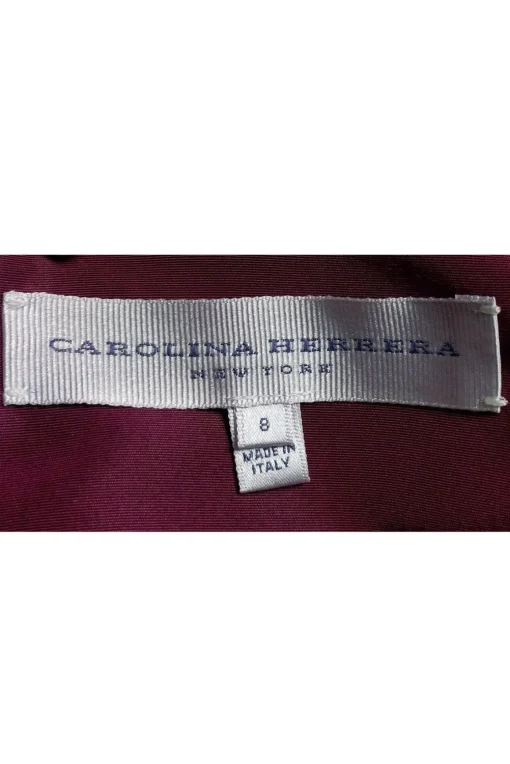 CAROLINA HERRERA
NEW YORK
8
MADE IN
ITALY